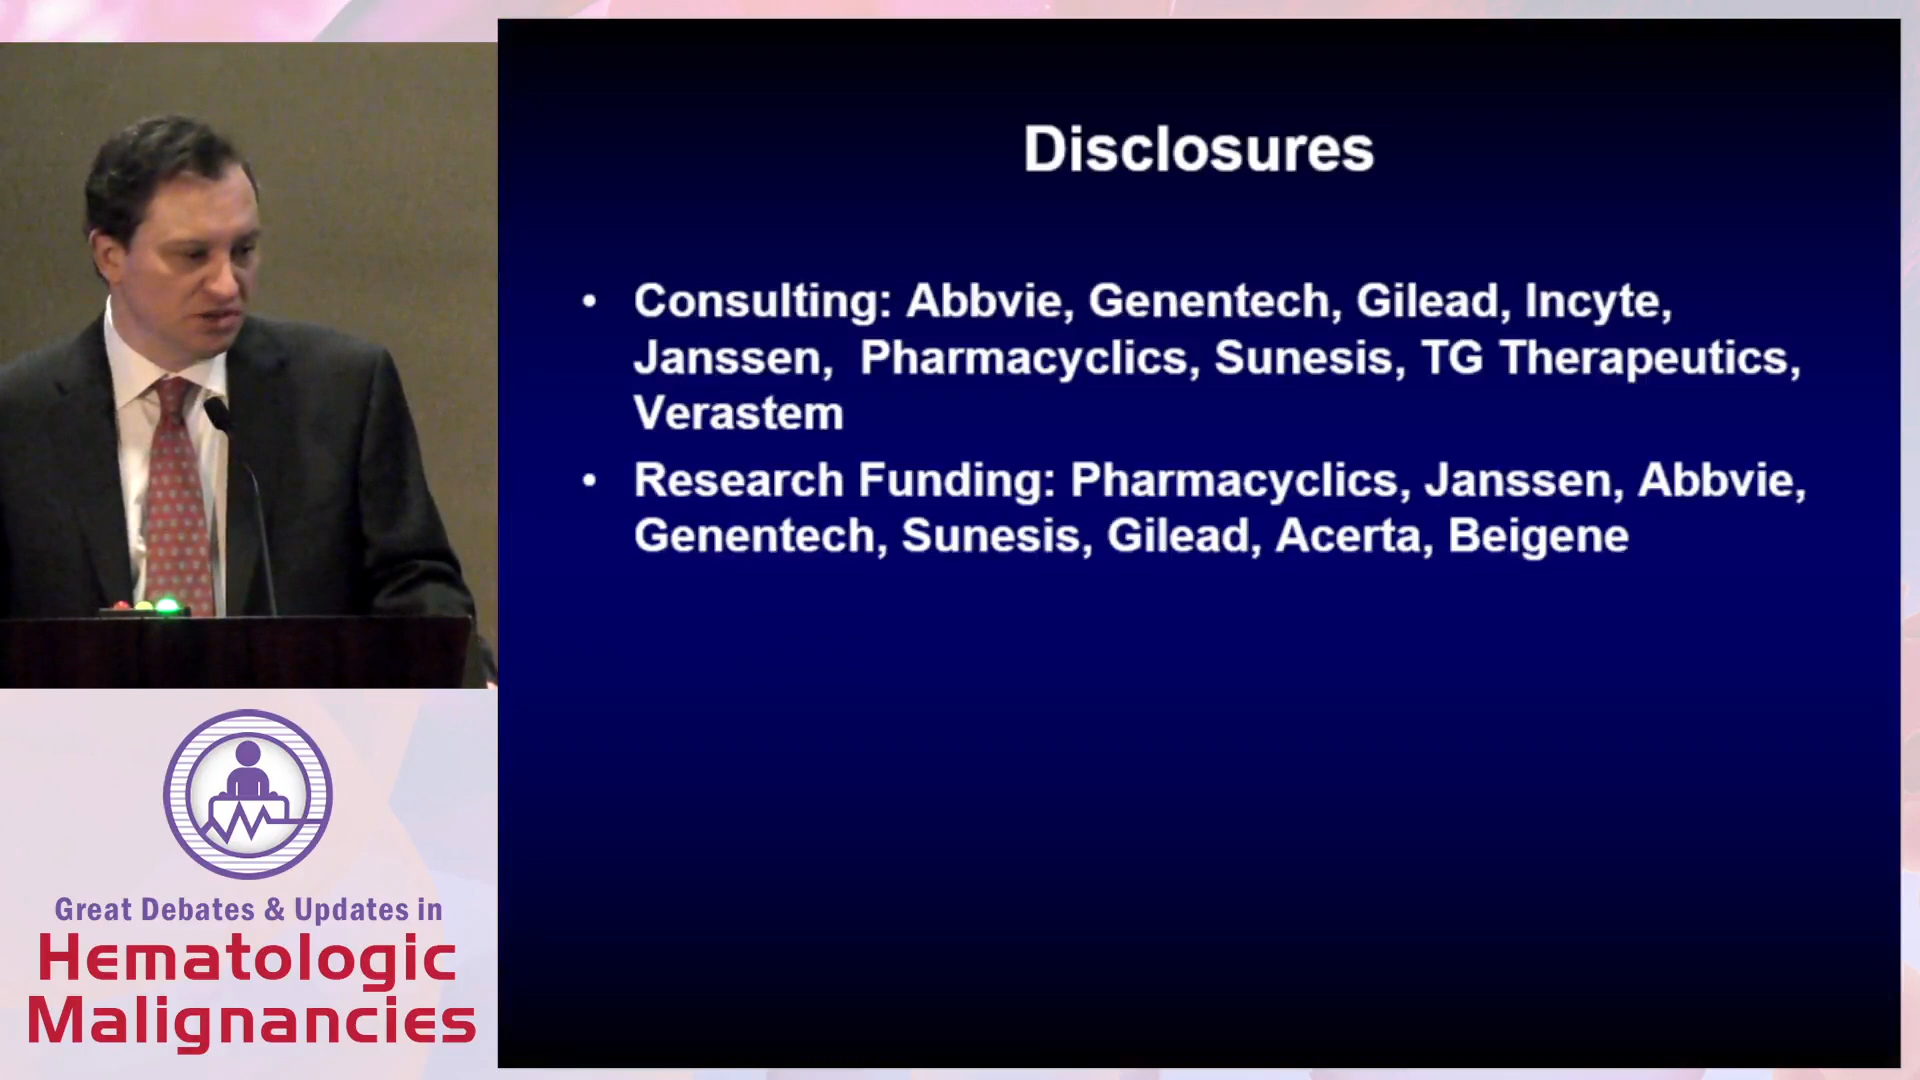 Disclosures
• Consulting: Abbvie, Genentech, Gilead, Incyte,
Janssen, Pharmacyclics, Sunesis, TG Therapeutics,
Verastem
• Research Funding: Pharmacyclics, Janssen, Abbvie,
Genentech, Sunesis, Gilead, Acerta, Beigene
Great Debates & Updates in
Hematologic
Malignancies